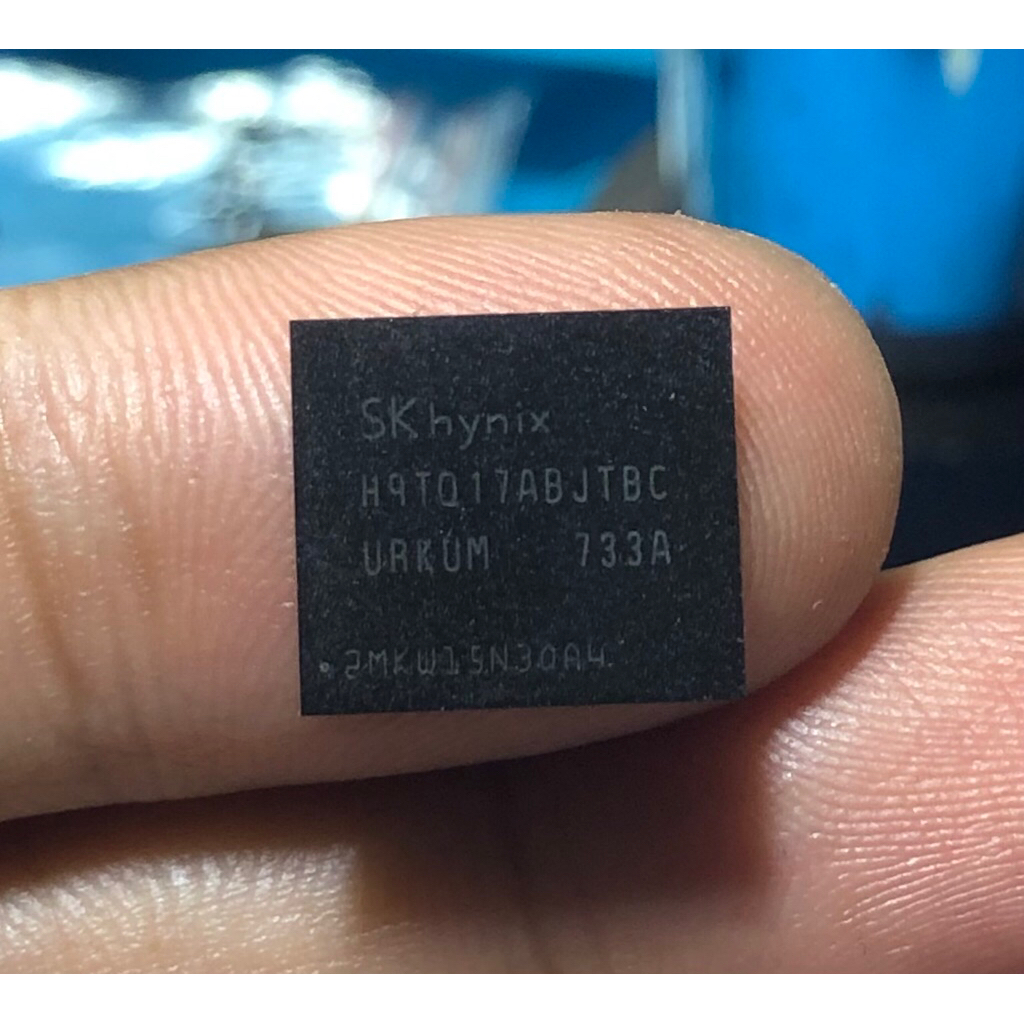 SK hynix
H9TQ17ABJTBC
URKUM 733A
2MKW15N30A4